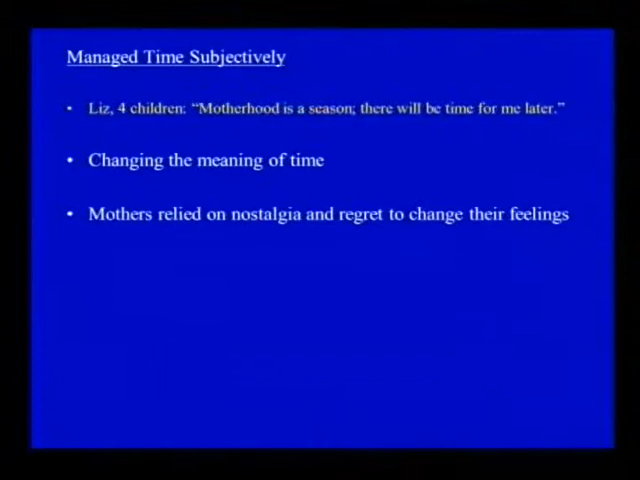 Managed Time Subjectively
• Liz, 4 children: “Motherhood is a season; there will be time for me later.”
• Changing the meaning of time
• Mothers relied on nostalgia and regret to change their feelings